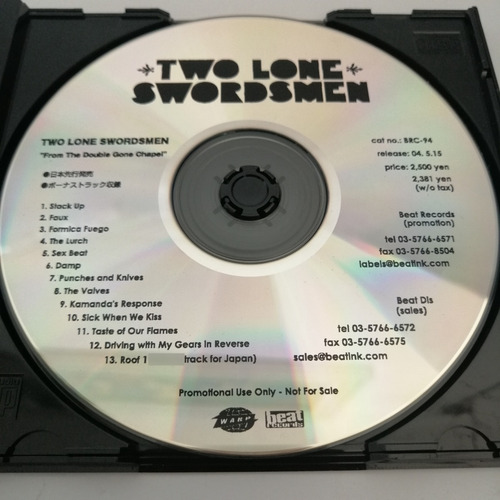 TWO LONE
SWORDSMEN
TWO LONE SWORDSMEN
"From The Double Gone Chapel"
●日本先行発売
●ボーナストラック収録
1. Stack Up
2. Faux
3. Formica Fuego
4. The Lurch
5. Sex Beat
6. Damp
7. Punches and Knives
8. The Valves
9. Kamanda's Response
10. Sick When We Kiss
11. Taste of Our Flames
12. Driving with My Gears In Reverse
13. Roof 1 track for Japan)
cat no.: BRC-94
release: 04. 5.15
price: 2,500 yen
2,381 yen
(w/o tax)
Beat Records
(promotion)
tel 03-5766-6571
fax 03-5766-8504
labels@beatink.com
Beat Dis
(sales)
tel 03-5766-6572
fax 03-5766-6575
sales@beatink.com
Promotional Use Only - Not For Sale
WARP
beat
records